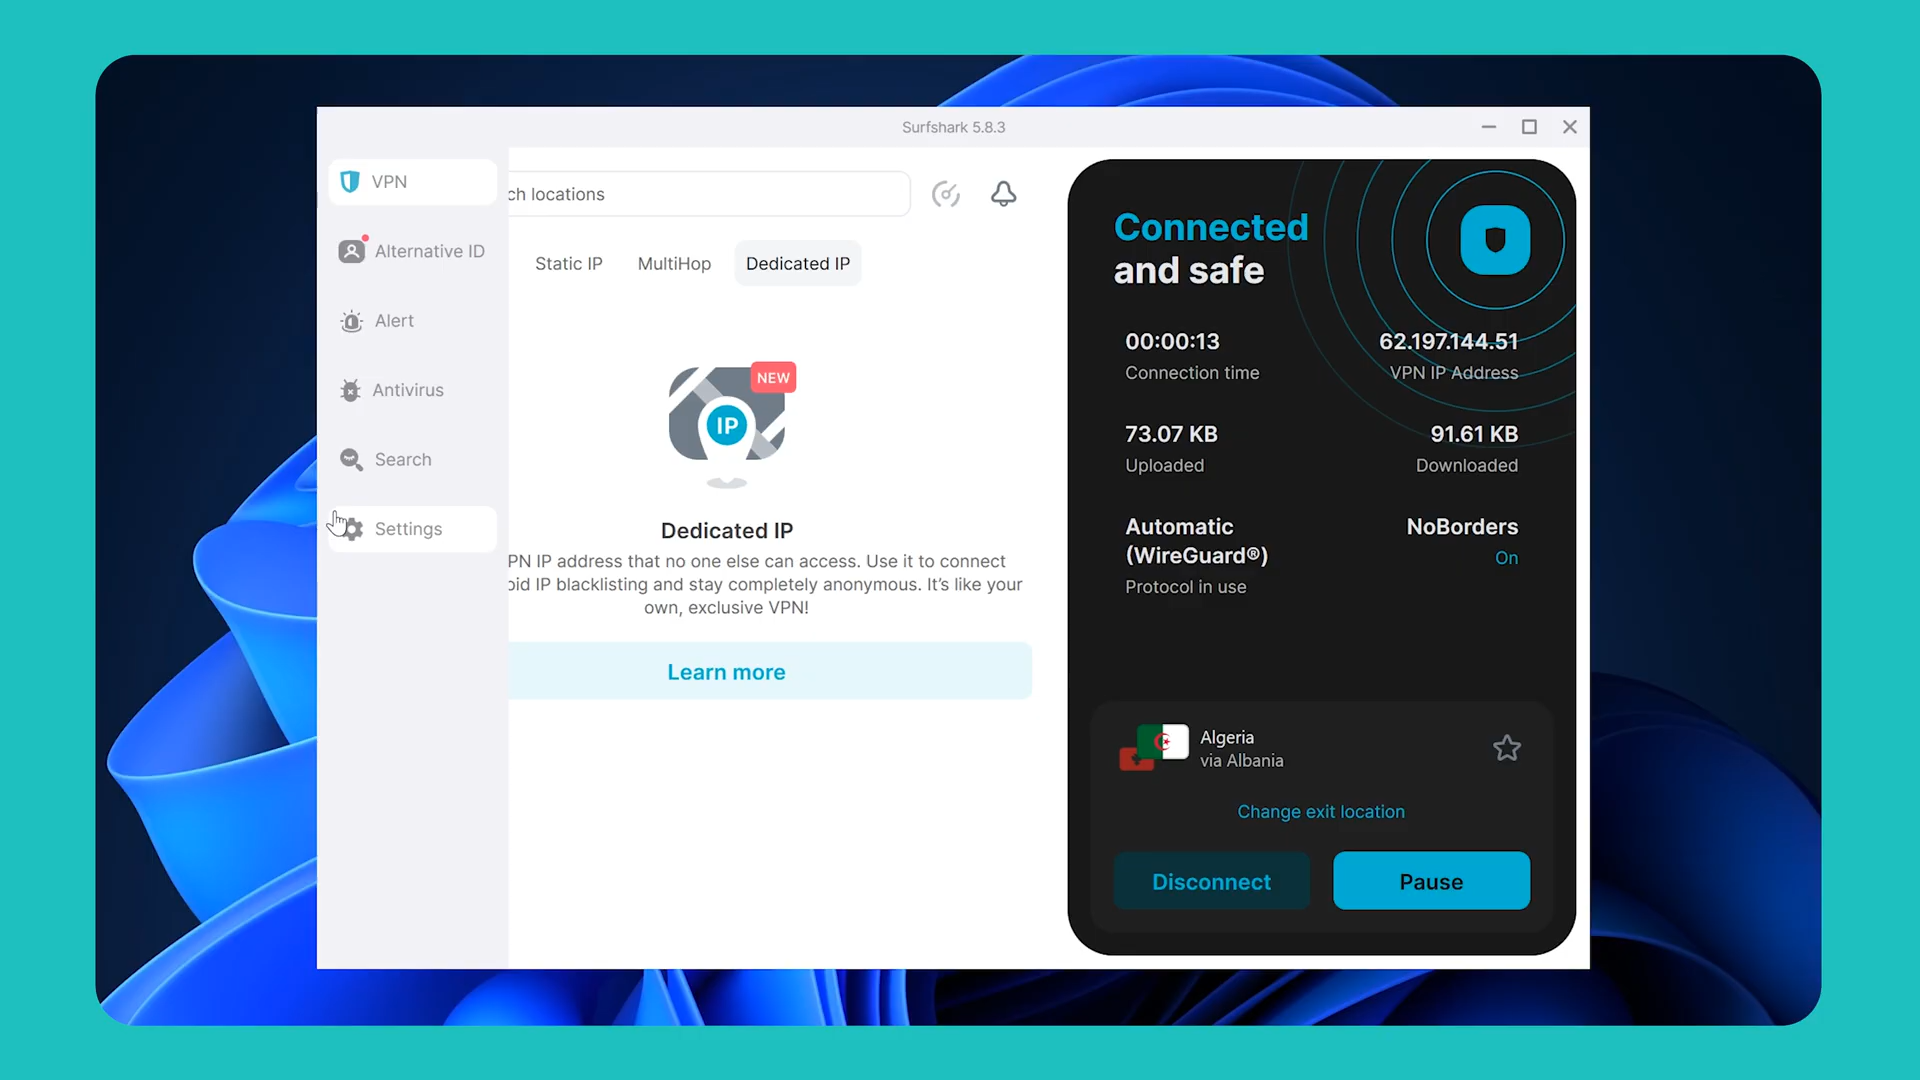 Surfshark 5.8.3
VPN
Alternative ID
Alert
Antivirus
Search
Settings
ch locations
Static IP
MultiHop
Dedicated IP
NEW
IP
Dedicated IP
PN IP address that no one else can access. Use it to connect
oid IP blacklisting and stay completely anonymous. It's like your
own, exclusive VPN!
Learn more
Connected
and safe
00:00:13
Connection time
62.197.144.51
VPN IP Address
73.07 KB
Uploaded
91.61 KB
Downloaded
Automatic
(WireGuard®)
Protocol in use
NoBorders
On
Algeria
via Albania
Change exit location
Disconnect
Pause